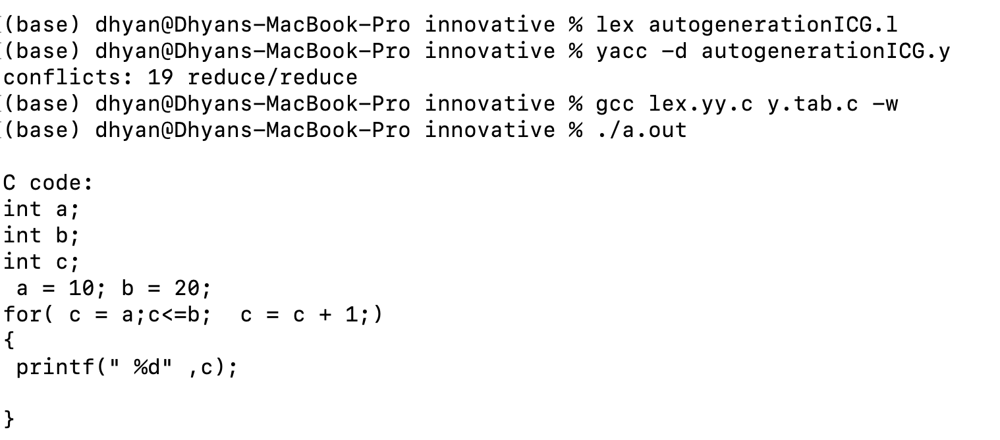 (base) dhyan@Dhyans-MacBook-Pro innovative % lex autogenerationICG.l
(base) dhyan@Dhyans-MacBook-Pro innovative % yacc -d autogenerationICG.y
conflicts: 19 reduce/reduce
(base) dhyan@Dhyans-MacBook-Pro innovative % gcc lex.yy.c y.tab.c -w
(base) dhyan@Dhyans-MacBook-Pro innovative % ./a.out
C code:
int a;
int b;
int c;
 a = 10; b = 20;
for( c = a;c<=b;  c = c + 1;)
{
 printf(" %d" ,c);
}